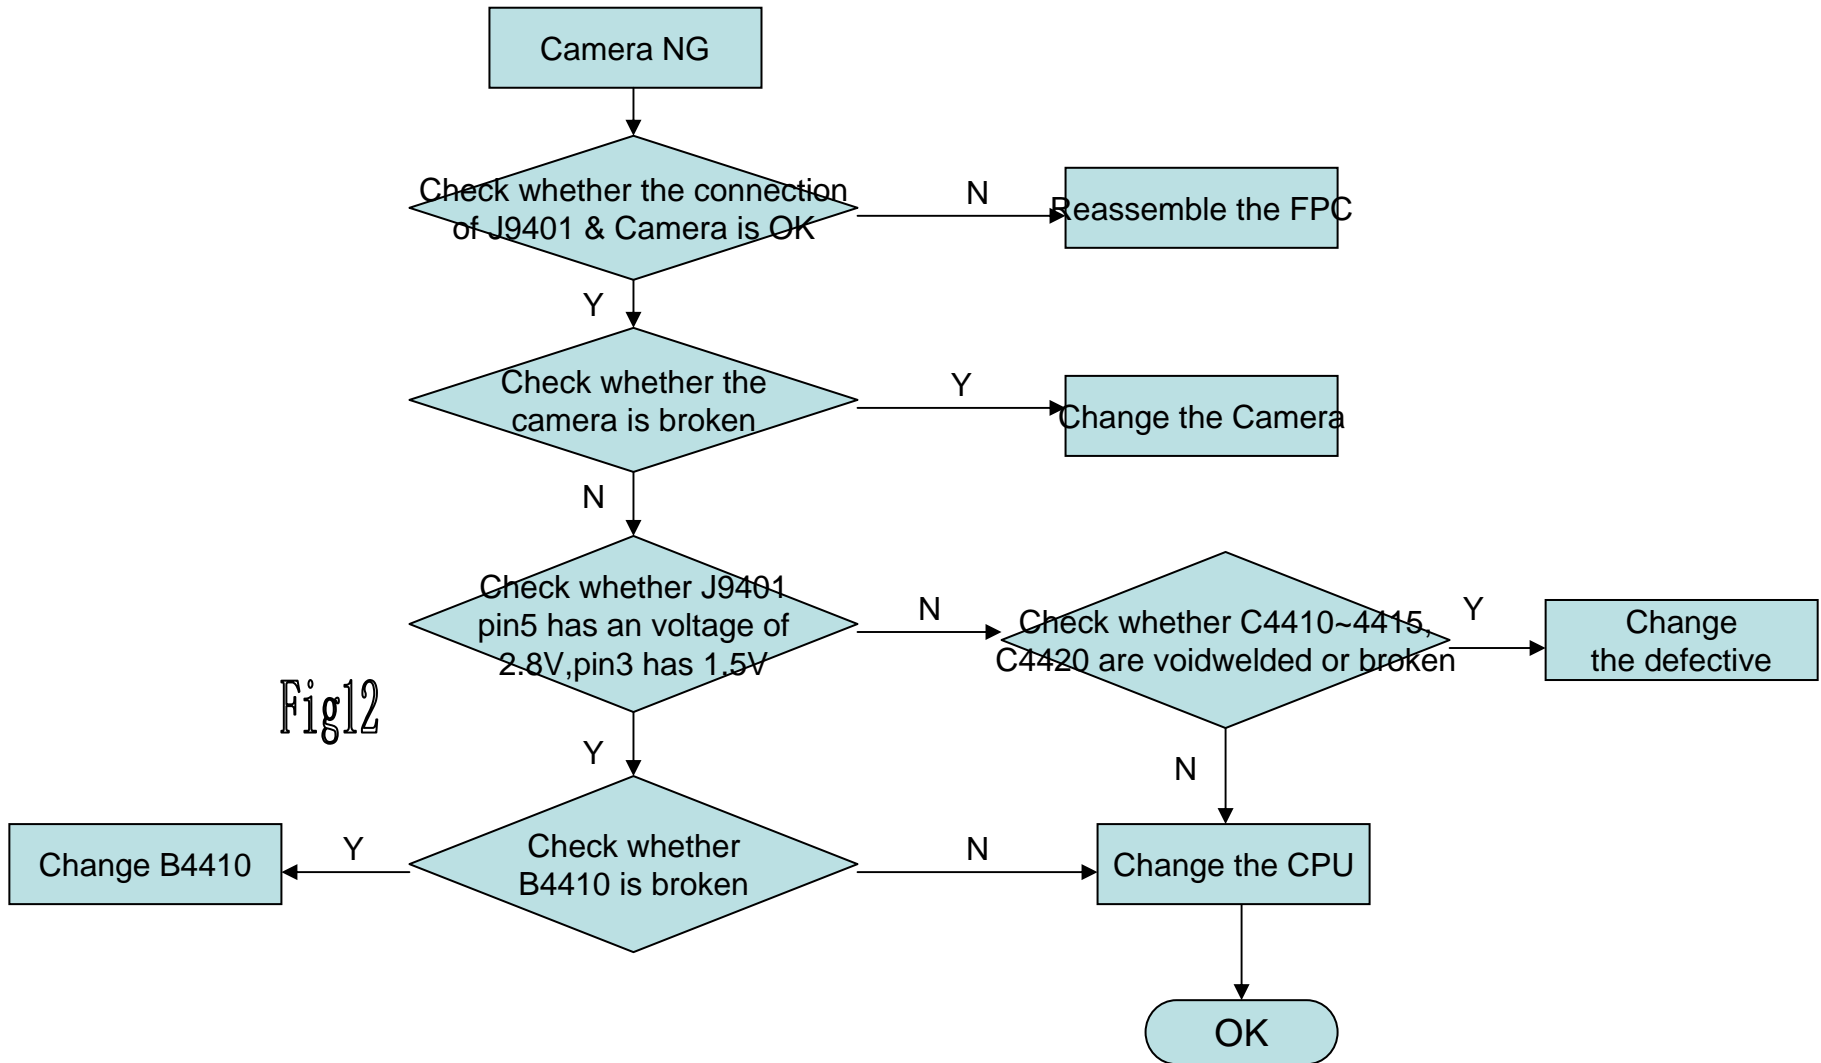 Camera NG
Check whether the connection
of J9401 & Camera is OK
N
Reassemble the FPC
Y
Check whether the
camera is broken
Y
Change the Camera
N
Check whether J9401
pin5 has an voltage of
2.8V,pin3 has 1.5V
N
Check whether C4410~4415,
C4420 are voidwelded or broken
Y
Change
the defective
Fig12
Y
N
Change B4410
Y
Check whether
B4410 is broken
N
Change the CPU
OK